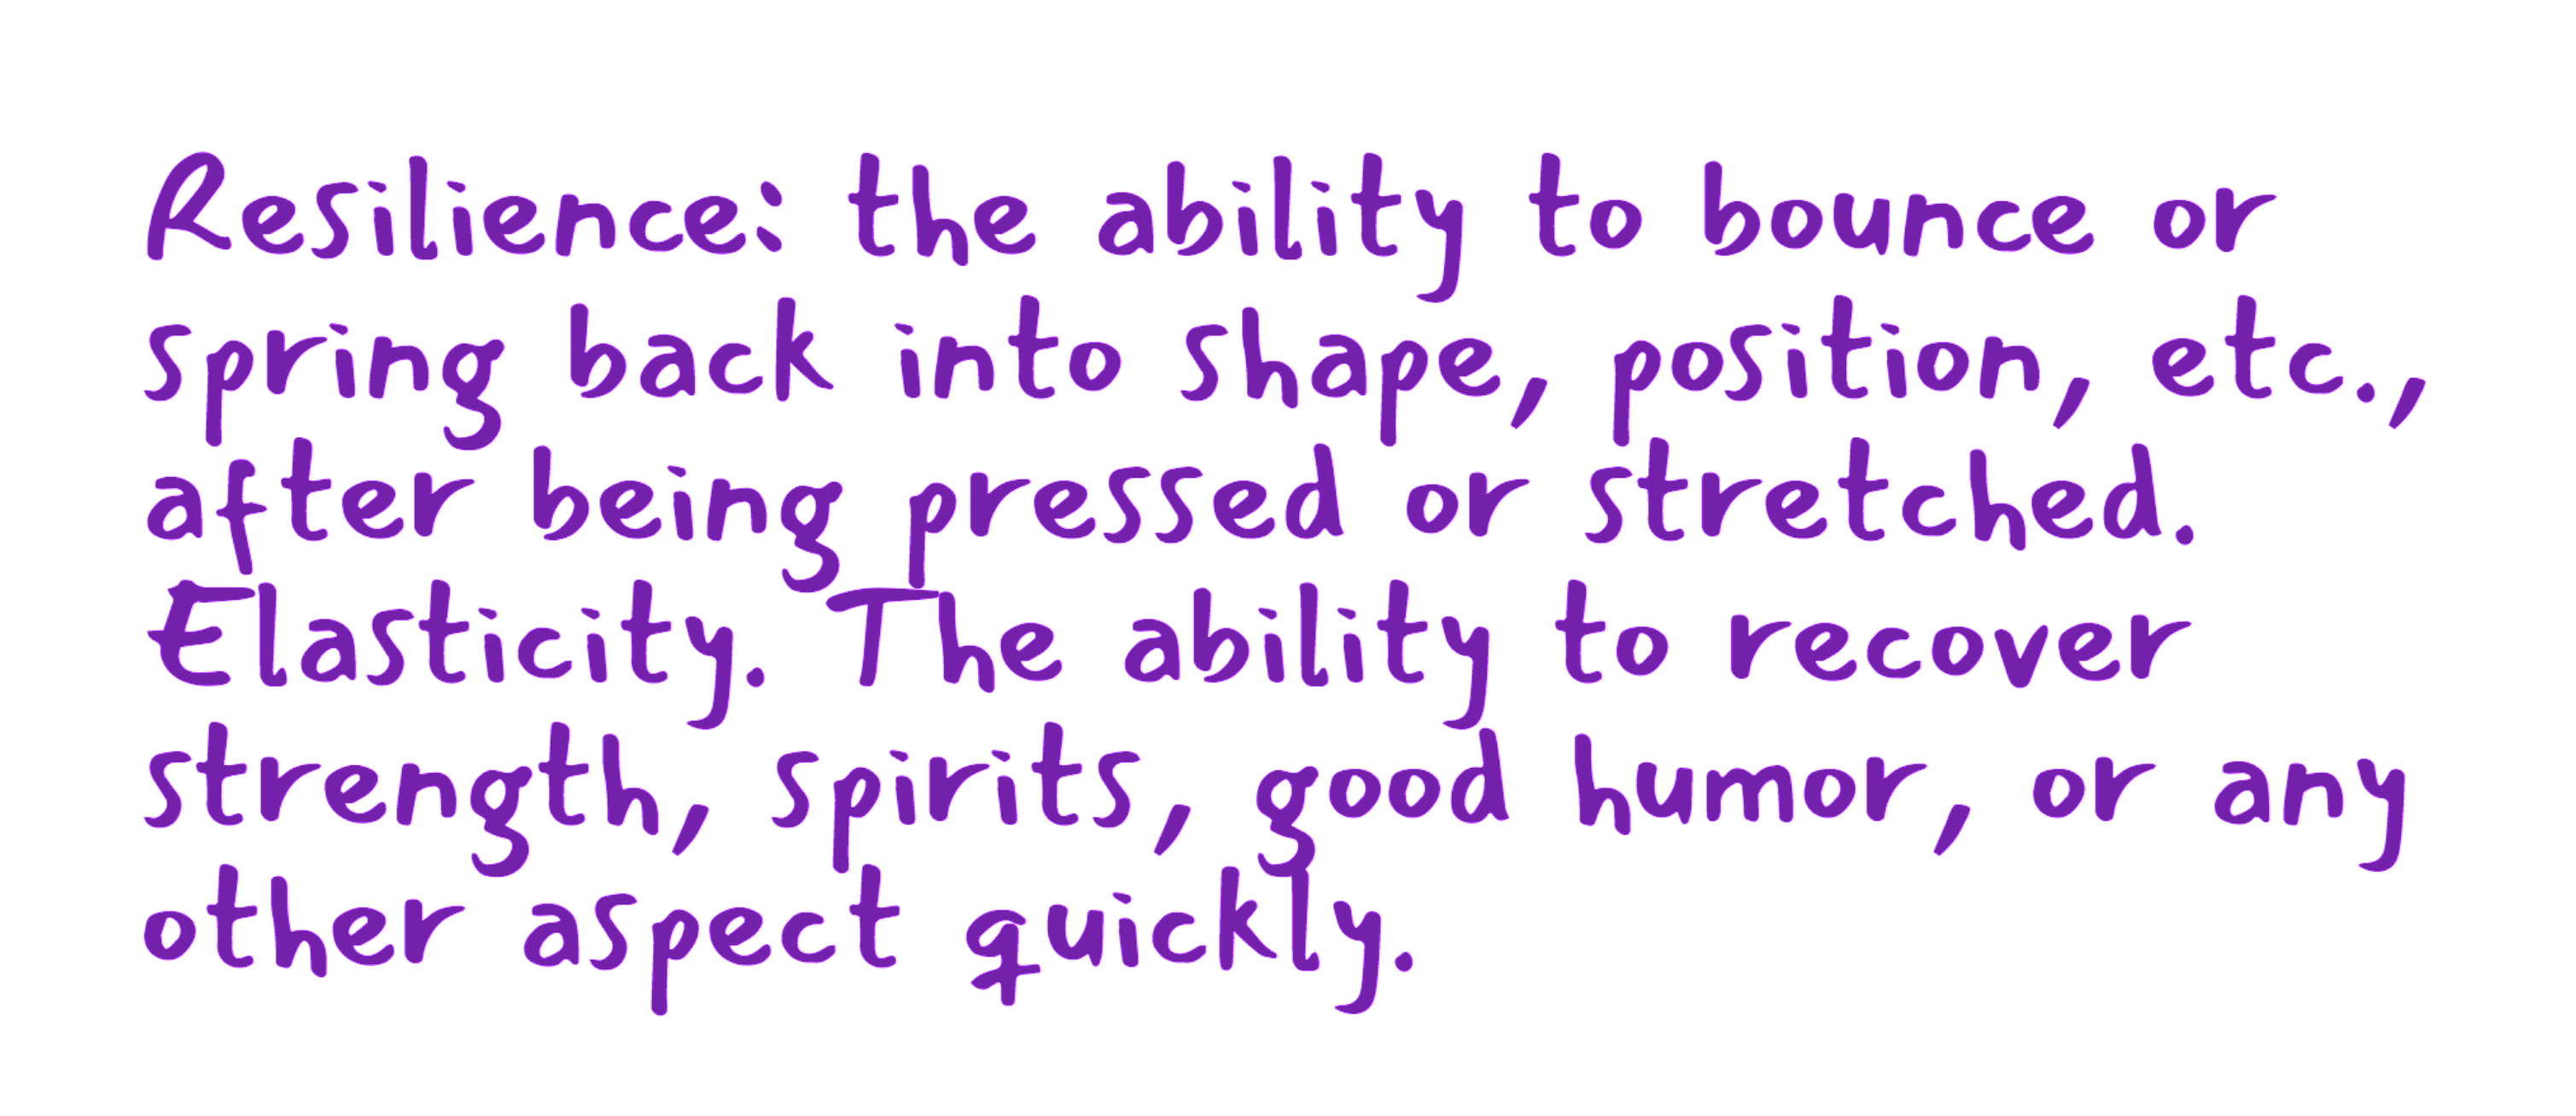 Resilience: the ability to bounce or
spring back into shape, position, etc.,
after being pressed or stretched.
Elasticity. The ability to recover
strength, spirits, good humor, or any
other aspect quickly.